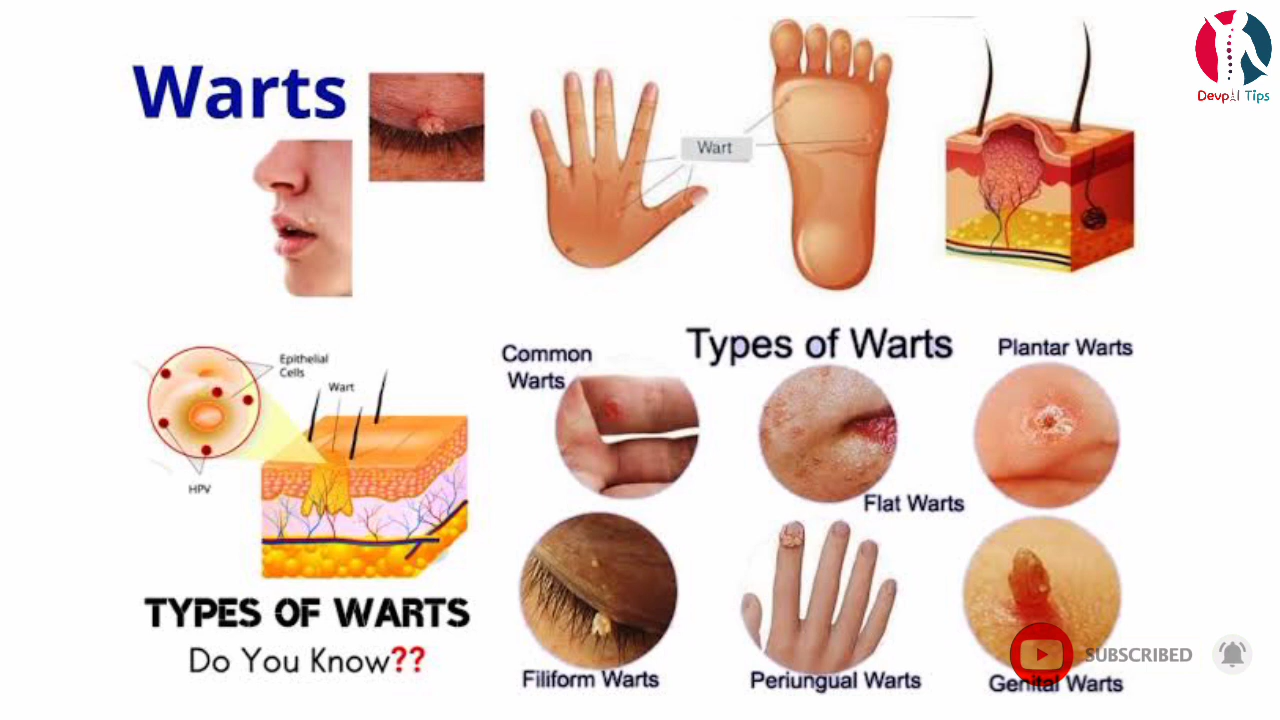 Warts
Wart
Devpal Tips
Epithelial
Cells
Wart
HPV
TYPES OF WARTS
Do You Know??
Types of Warts
Common
Warts
Plantar Warts
Flat Warts
Filiform Warts
Periungual Warts
Genital Warts
SUBSCRIBED